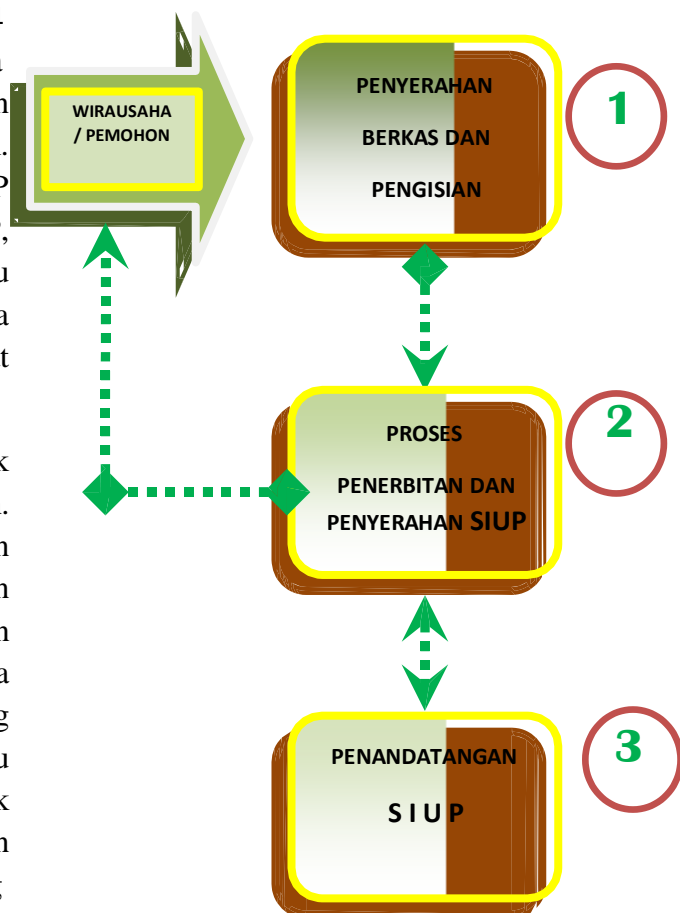 WIRAUSAHA
/ PEMOHON
PENYERAHAN
BERKAS DAN
PENGISIAN
1
PROSES
PENERBITAN DAN
PENYERAHAN SIUP
2
PENANDATANGAN
S I U P
3